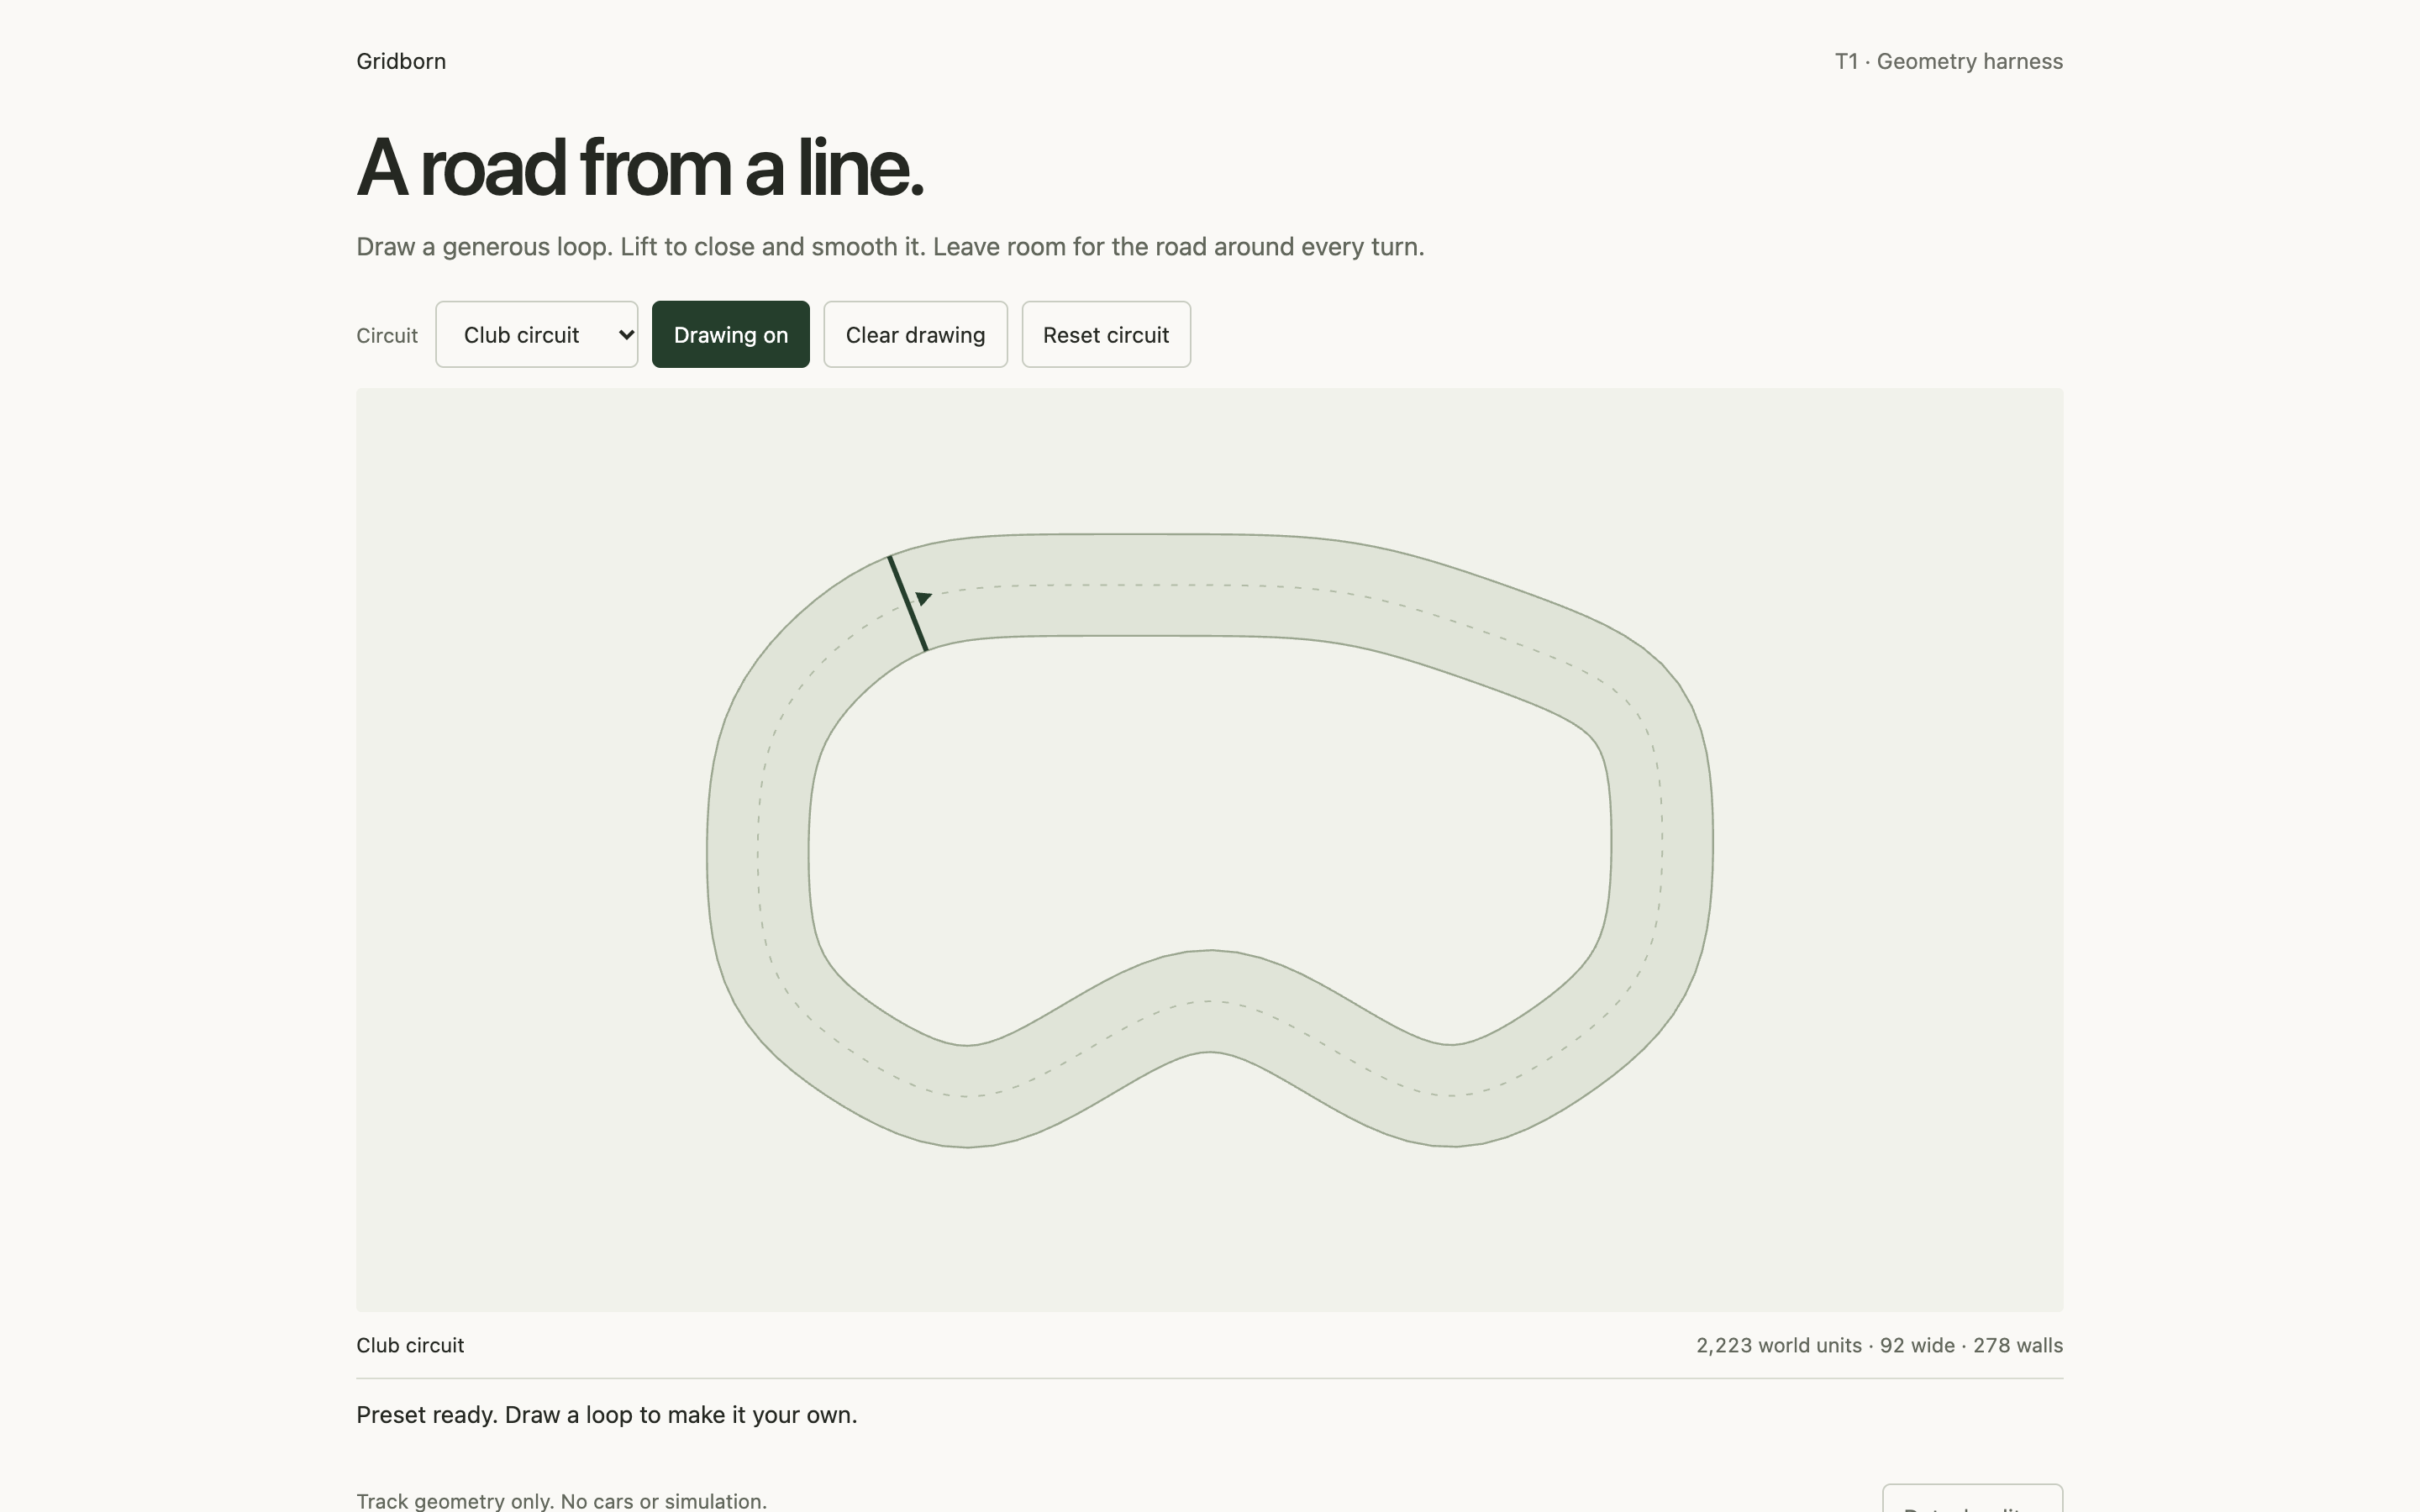 Gridborn
T1 · Geometry harness
A road from a line.
Draw a generous loop. Lift to close and smooth it. Leave room for the road around every turn.
Circuit
Club circuit
Drawing on
Clear drawing
Reset circuit
Club circuit
2,223 world units · 92 wide · 278 walls
Preset ready. Draw a loop to make it your own.
Track geometry only. No cars or simulation.